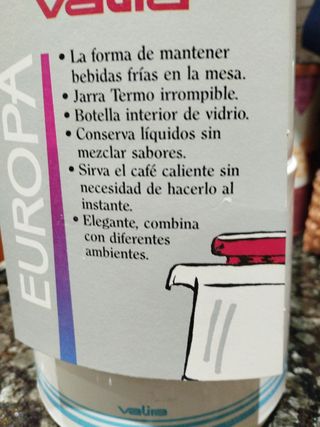 valira
• La forma de mantener
bebidas frías en la mesa.
• Jarra Termo irrompible.
• Botella interior de vidrio.
• Conserva líquidos sin
mezclar sabores.
• Sirva el café caliente sin
necesidad de hacerlo al
instante.
• Elegante, combina
con diferentes
ambientes.
EUROPA
valira